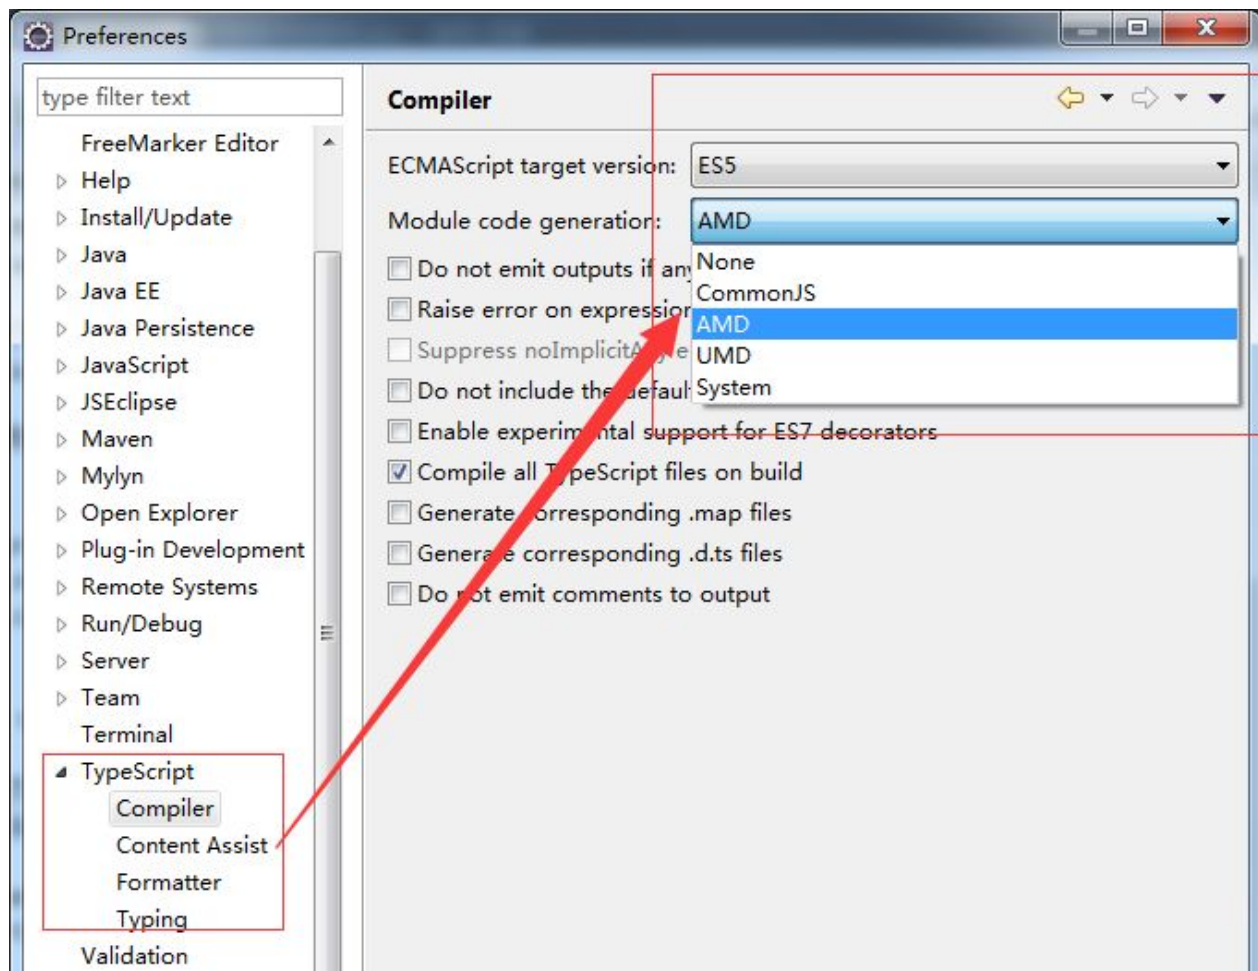 Preferences
type filter text
FreeMarker Editor
Help
Install/Update
Java
Java EE
Java Persistence
JavaScript
JSEclipse
Maven
Mylyn
Open Explorer
Plug-in Development
Remote Systems
Run/Debug
Server
Team
Terminal
TypeScript
Compiler
Content Assist
Formatter
Typing
Validation
Compiler
ECMAScript target version: ES5
Module code generation: AMD
None
CommonJS
AMD
UMD
System
Do not emit outputs if any
Raise error on expression
Suppress noImplicitAny
Do not include the default
Enable experimental support for ES7 decorators
Compile all TypeScript files on build
Generate corresponding .map files
Generate corresponding .d.ts files
Do not emit comments to output